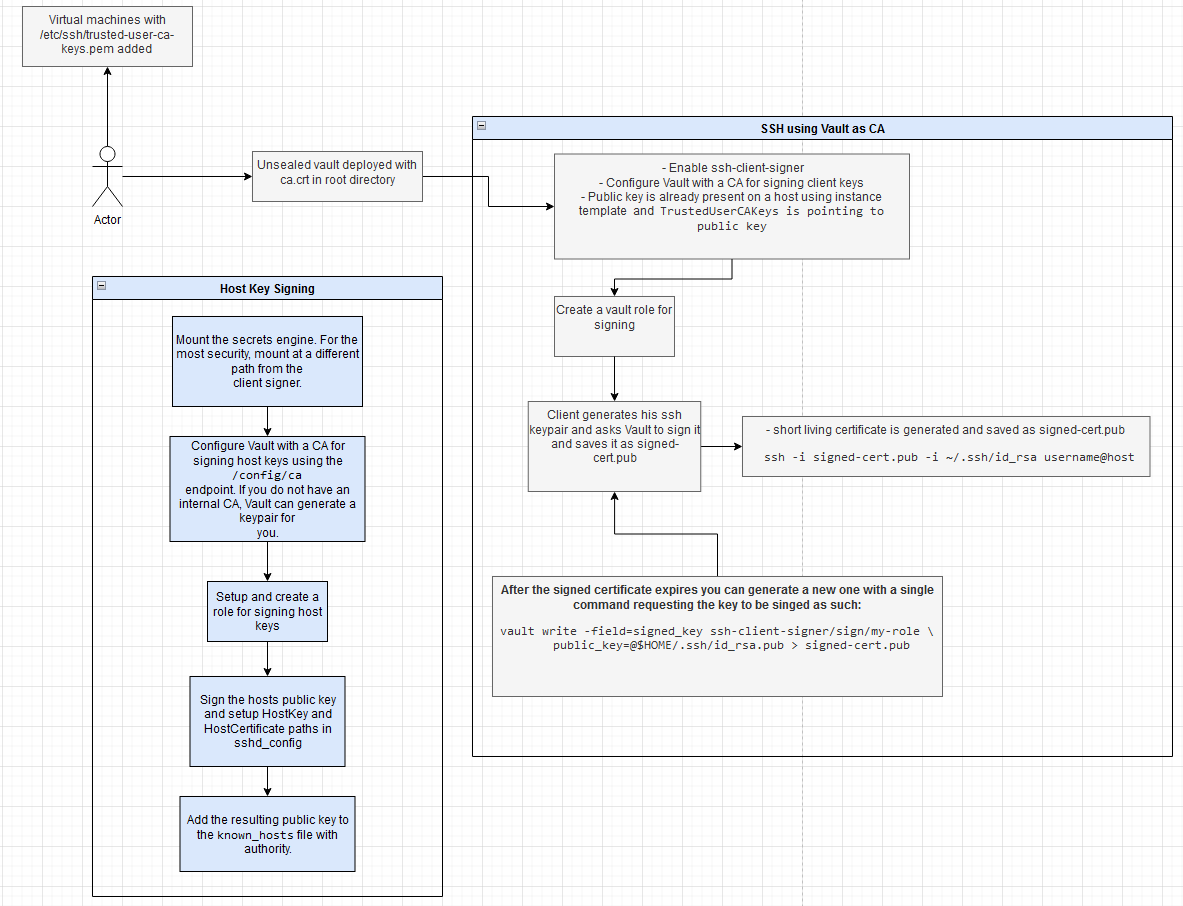 Virtual machines with
/etc/ssh/trusted-user-ca-
keys.pem added
Actor
Unsealed vault deployed with
ca.crt in root directory
SSH using Vault as CA
- Enable ssh-client-signer
- Configure Vault with a CA for signing client keys
- Public key is already present on a host using instance
template and TrustedUserCAKeys is pointing to
public key
Create a vault role for
signing
Client generates his ssh
keypair and asks Vault to sign it
and saves it as signed-
cert.pub
- short living certificate is generated and saved as signed-cert.pub
ssh -i signed-cert.pub -i ~/.ssh/id_rsa username@host
After the signed certificate expires you can generate a new one with a single
command requesting the key to be singed as such:
vault write -field=signed_key ssh-client-signer/sign/my-role \
public_key=@$HOME/.ssh/id_rsa.pub > signed-cert.pub
Host Key Signing
Mount the secrets engine. For the
most security, mount at a different
path from the
client signer.
Configure Vault with a CA for
signing host keys using the
/config/ca
endpoint. If you do not have an
internal CA, Vault can generate a
keypair for
you.
Setup and create a
role for signing host
keys
Sign the hosts public key
and setup HostKey and
HostCertificate paths in
sshd_config
Add the resulting public key to
the known_hosts file with
authority.